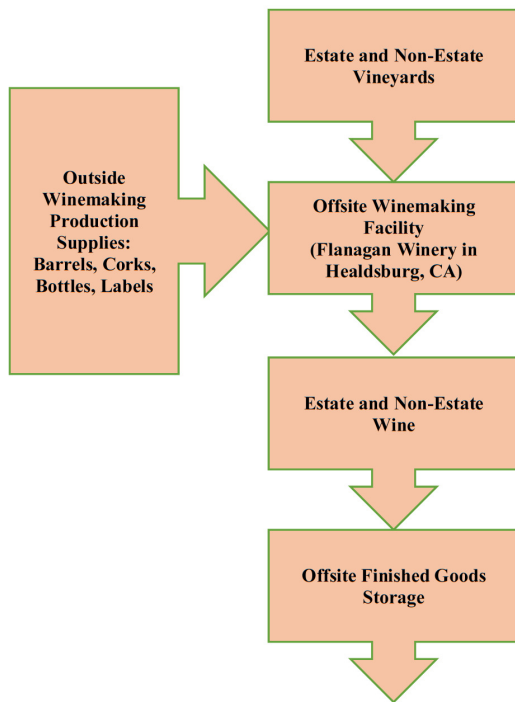 Estate and Non-Estate
Vineyards
Outside
Winemaking
Production
Supplies:
Barrels, Corks,
Bottles, Labels
Offsite Winemaking
Facility
(Flanagan Winery in
Healdsburg, CA)
Estate and Non-Estate
Wine
Offsite Finished Goods
Storage